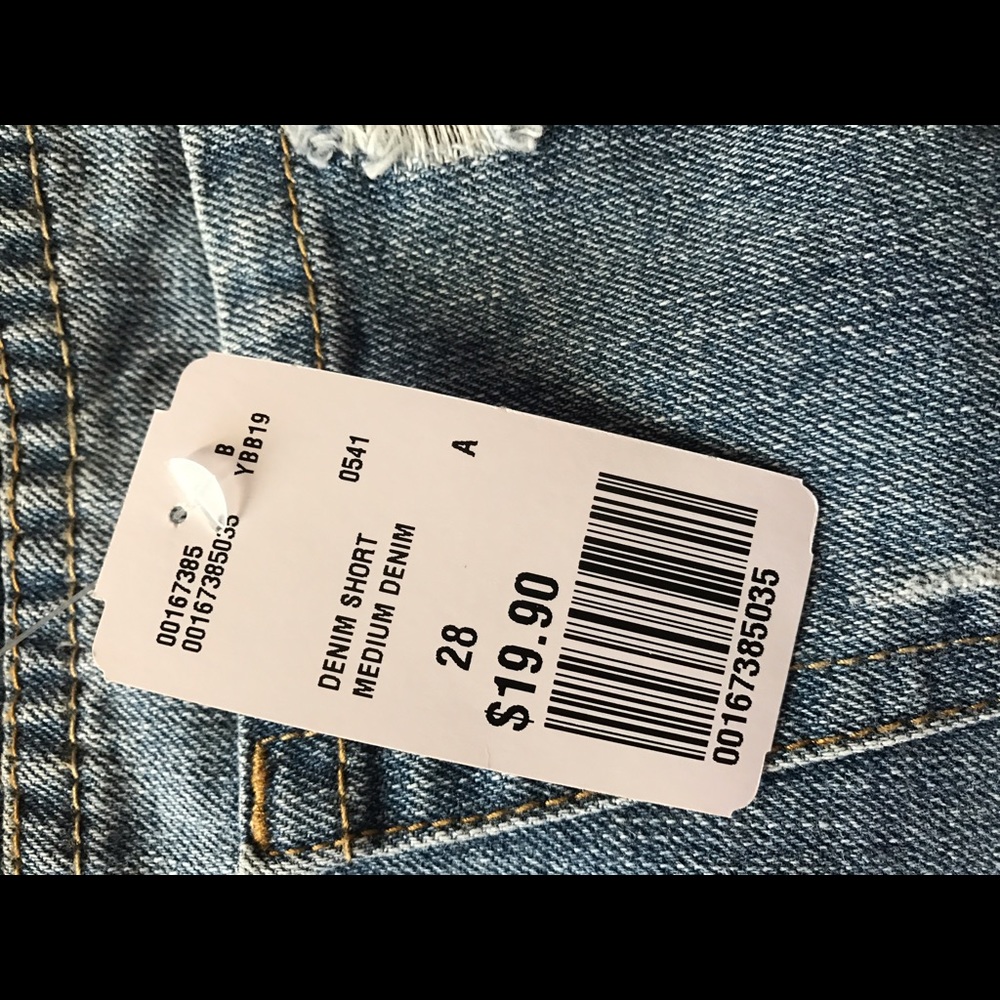 00167385 B
00167385035 YBB19
DENIM SHORT 0541
MEDIUM DENIM
28 A
$19.90
00167385035